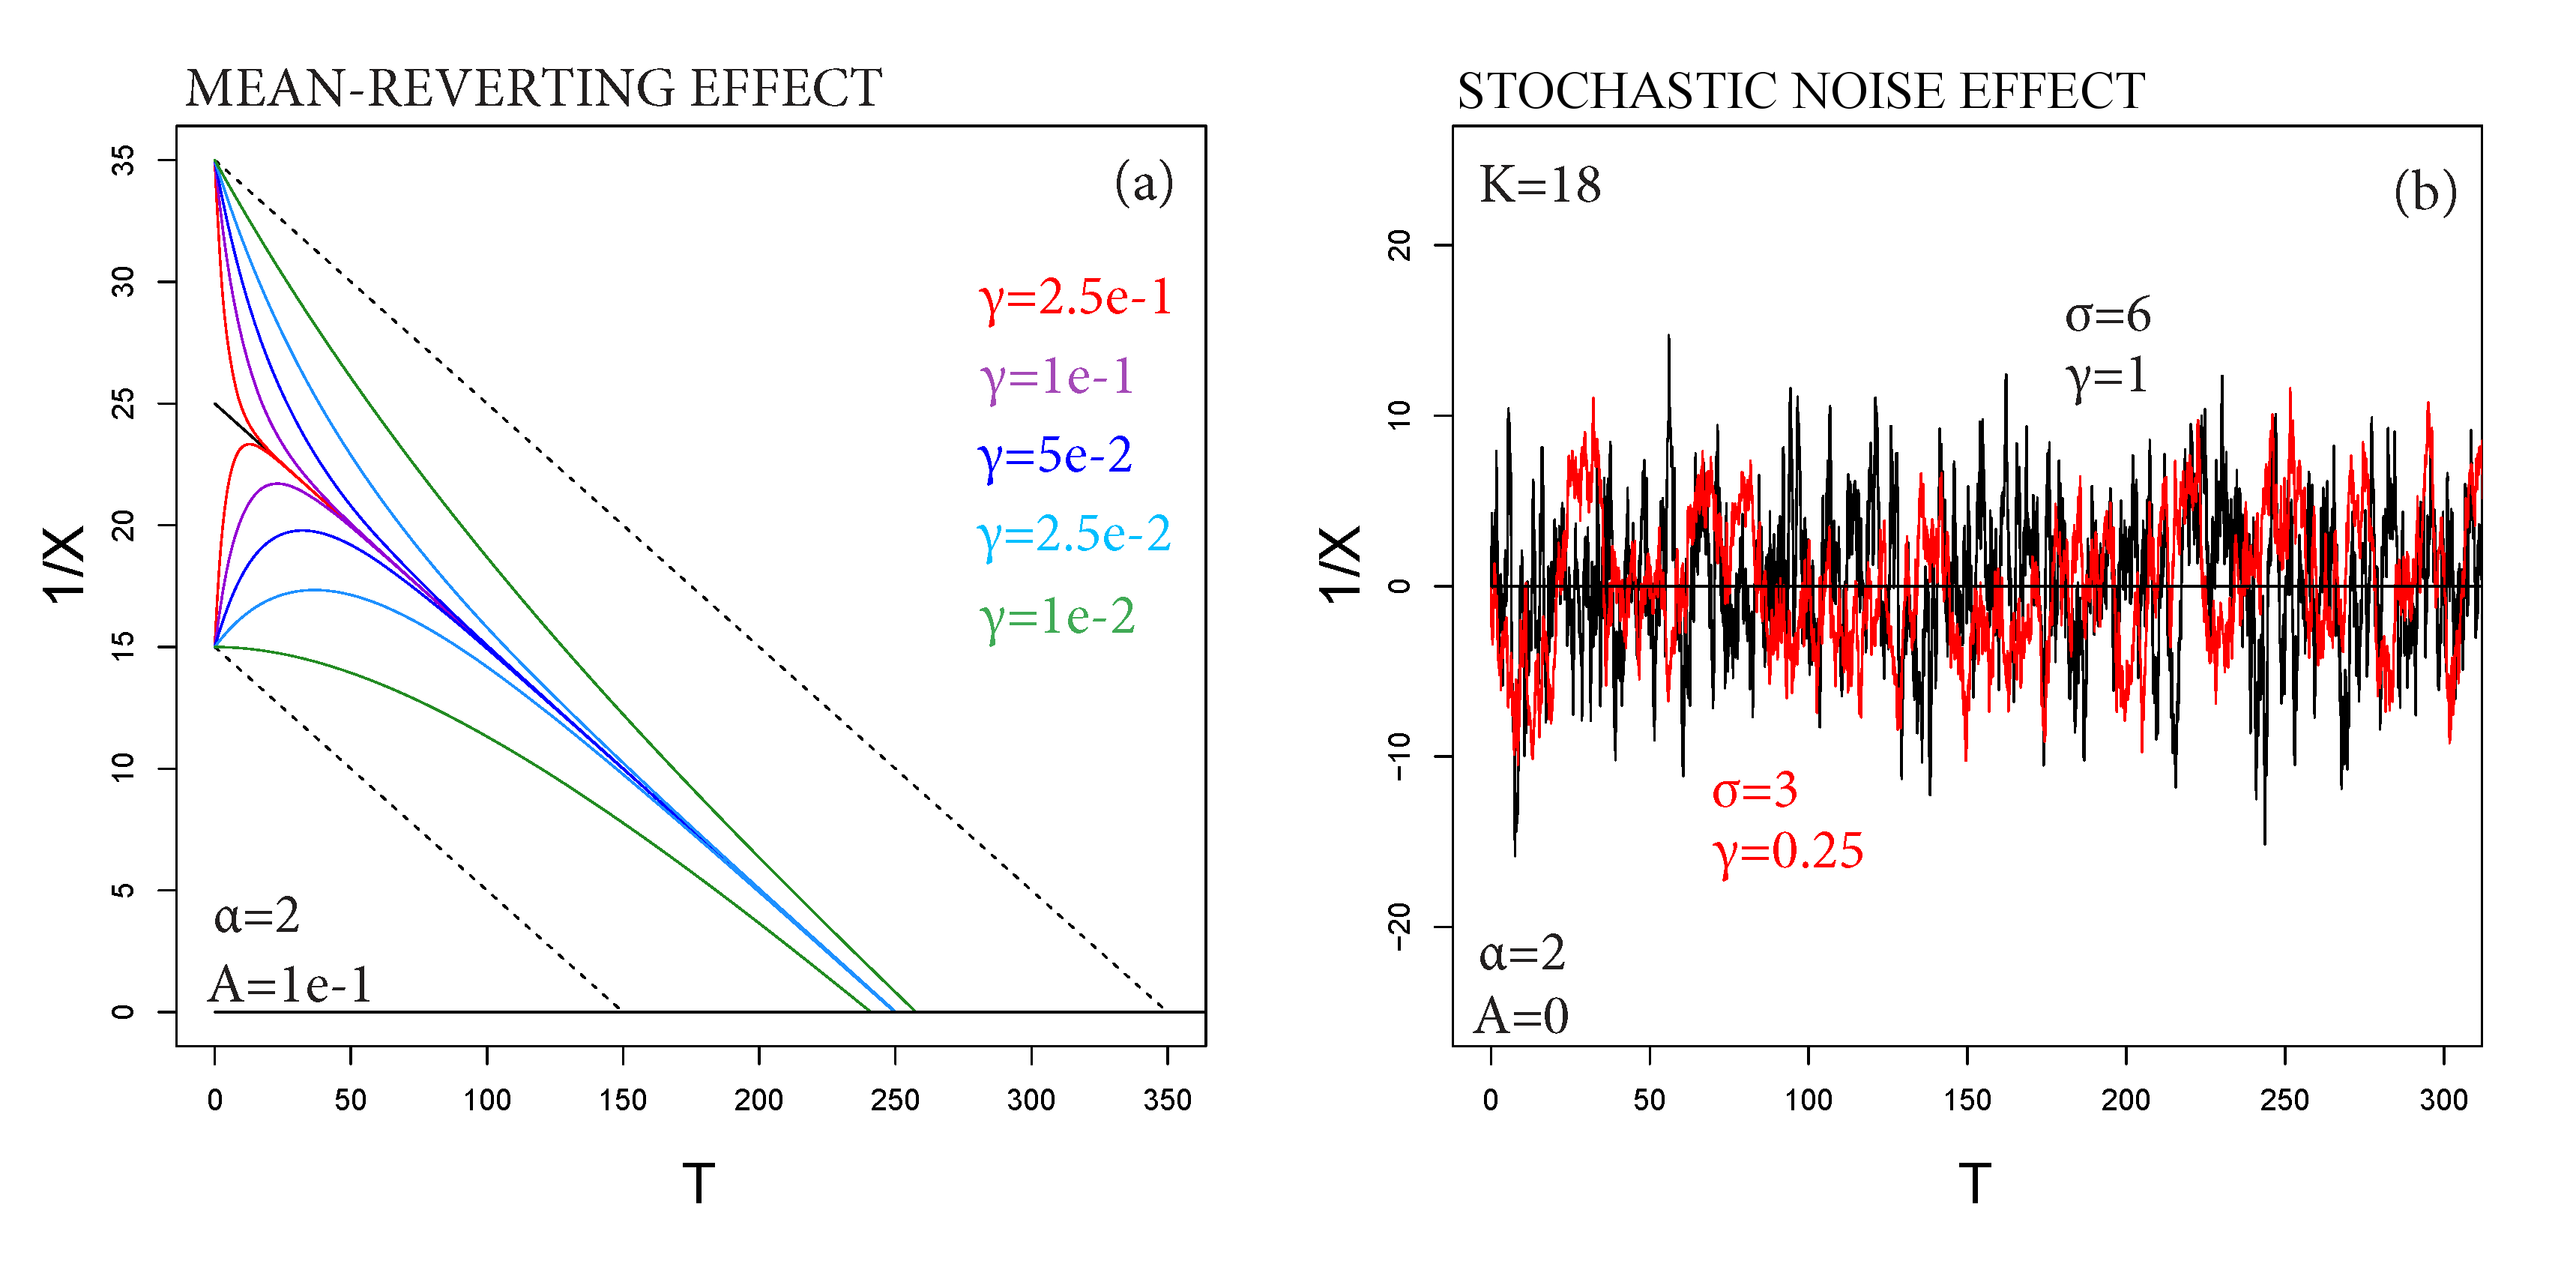 MEAN-REVERTING EFFECT
(a)
γ=2.5e-1
γ=1e-1
γ=5e-2
γ=2.5e-2
γ=1e-2
α=2
A=1e-1
1/X
35
30
25
20
15
10
5
0
0 50 100 150 200 250 300 350
T
STOCHASTIC NOISE EFFECT
K=18
(b)
σ=6
γ=1
σ=3
γ=0.25
α=2
A=0
1/X
20
10
0
-10
-20
0 50 100 150 200 250 300
T